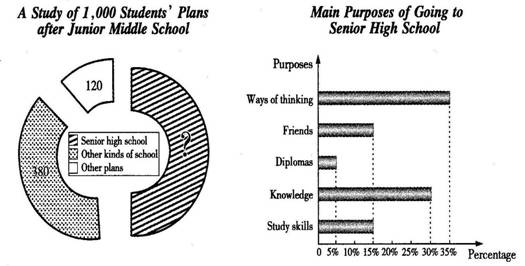 A Study of 1,000 Students' Plans
after Junior Middle School
120
380
?
Senior high school
Other kinds of school
Other plans
Main Purposes of Going to
Senior High School
Purposes
Ways of thinking
Friends
Diplomas
Knowledge
Study skills
0 5% 15% 20% 10% 30% 35%
Percentage